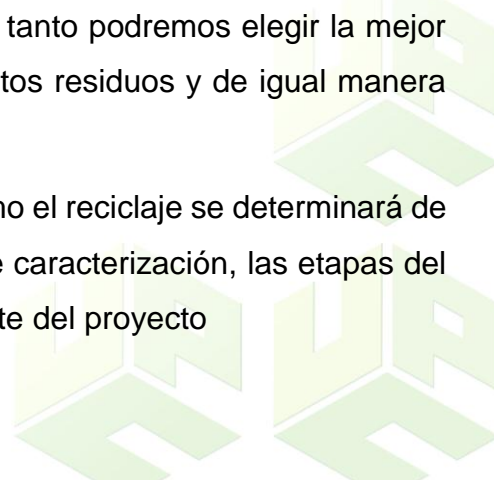 tanto podremos elegir la mejor
tos residuos y de igual manera
no el reciclaje se determinará de
e caracterización, las etapas del
te del proyecto